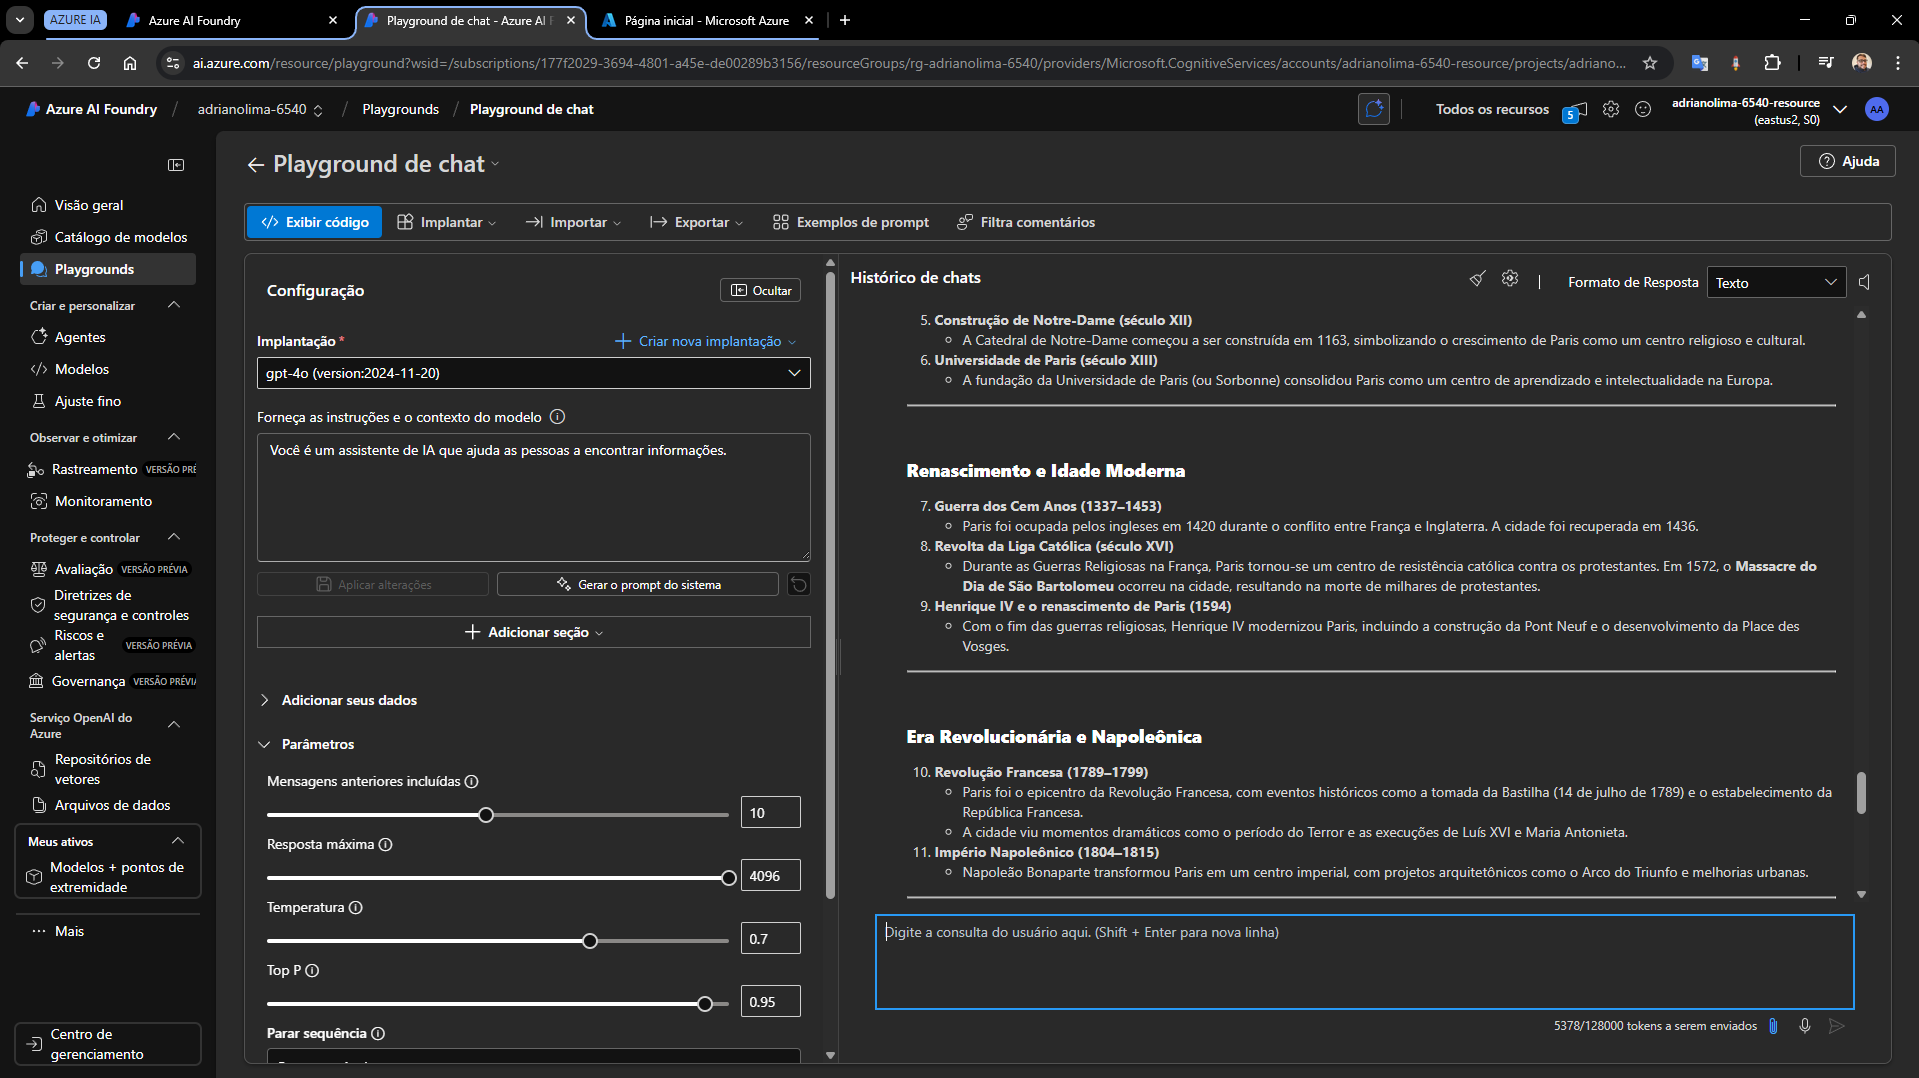 AZURE IA
Azure AI Foundry
Playground de chat - Azure AI F
Página inicial - Microsoft Azure
ai.azure.com/resource/playground?wsid=/subscriptions/177f2029-3694-4801-a45e-de00289b3156/resourceGroups/rg-adrianolima-6540/providers/Microsoft.CognitiveServices/accounts/adrianolima-6540-resource/projects/adriano...
Azure AI Foundry / adrianolima-6540 / Playgrounds / Playground de chat
Todos os recursos
5
adrianolima-6540-resource
(eastus2, S0)
AA
Visão geral
Catálogo de modelos
Playgrounds
Criar e personalizar
Agentes
Modelos
Ajuste fino
Observar e otimizar
Rastreamento VERSÃO PRÉ
Monitoramento
Proteger e controlar
Avaliação VERSÃO PRÉVIA
Diretrizes de
segurança e controles
Riscos e
alertas
VERSÃO PRÉVIA
Governança VERSÃO PRÉVI
Serviço OpenAI do
Azure
Repositórios de
vetores
Arquivos de dados
Meus ativos
Modelos + pontos de
extremidade
Mais
Centro de
gerenciamento
Playground de chat
Ajuda
Exibir código
Implantar
Importar
Exportar
Exemplos de prompt
Filtra comentários
Configuração
Ocultar
Implantação *
Criar nova implantação
gpt-4o (version:2024-11-20)
Forneça as instruções e o contexto do modelo
Você é um assistente de IA que ajuda as pessoas a encontrar informações.
Aplicar alterações
Gerar o prompt do sistema
Adicionar seção
Adicionar seus dados
Parâmetros
Mensagens anteriores incluídas
10
Resposta máxima
4096
Temperatura
0.7
Top P
0.95
Parar sequência
Histórico de chats
Formato de Resposta
Texto
5. Construção de Notre-Dame (século XII)
A Catedral de Notre-Dame começou a ser construída em 1163, simbolizando o crescimento de Paris como um centro religioso e cultural.
6. Universidade de Paris (século XIII)
A fundação da Universidade de Paris (ou Sorbonne) consolidou Paris como um centro de aprendizado e intelectualidade na Europa.
Renascimento e Idade Moderna
7. Guerra dos Cem Anos (1337–1453)
Paris foi ocupada pelos ingleses em 1420 durante o conflito entre França e Inglaterra. A cidade foi recuperada em 1436.
8. Revolta da Liga Católica (século XVI)
Durante as Guerras Religiosas na França, Paris tornou-se um centro de resistência católica contra os protestantes. Em 1572, o Massacre do
Dia de São Bartolomeu ocorreu na cidade, resultando na morte de milhares de protestantes.
9. Henrique IV e o renascimento de Paris (1594)
Com o fim das guerras religiosas, Henrique IV modernizou Paris, incluindo a construção da Pont Neuf e o desenvolvimento da Place des
Vosges.
Era Revolucionária e Napoleônica
10. Revolução Francesa (1789–1799)
Paris foi o epicentro da Revolução Francesa, com eventos históricos como a tomada da Bastilha (14 de julho de 1789) e o estabelecimento da
República Francesa.
A cidade viu momentos dramáticos como o período do Terror e as execuções de Luís XVI e Maria Antonieta.
11. Império Napoleônico (1804–1815)
Napoleão Bonaparte transformou Paris em um centro imperial, com projetos arquitetônicos como o Arco do Triunfo e melhorias urbanas.
Digite a consulta do usuário aqui. (Shift + Enter para nova linha)
5378/128000 tokens a serem enviados